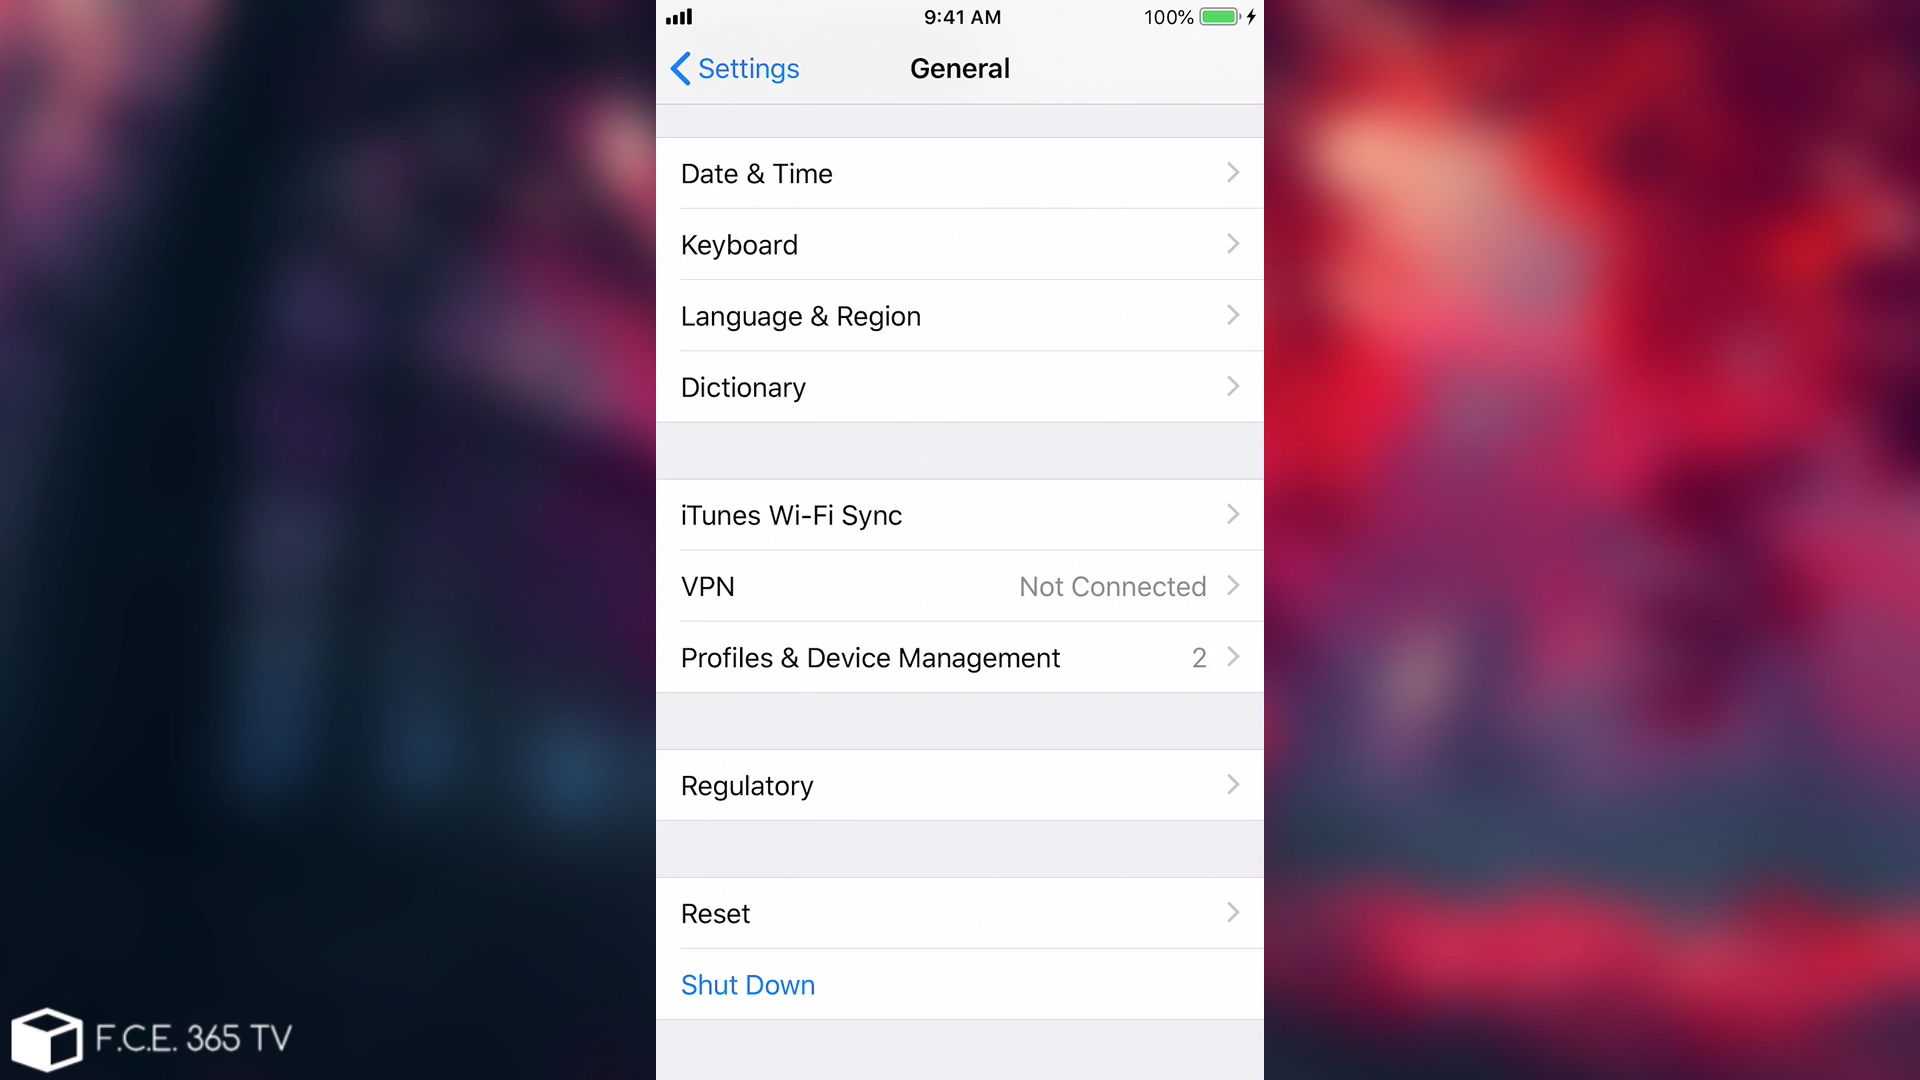 9:41 AM
100%
Settings
General
Date & Time
Keyboard
Language & Region
Dictionary
iTunes Wi-Fi Sync
VPN Not Connected
Profiles & Device Management 2
Regulatory
Reset
Shut Down
F.C.E. 365 TV